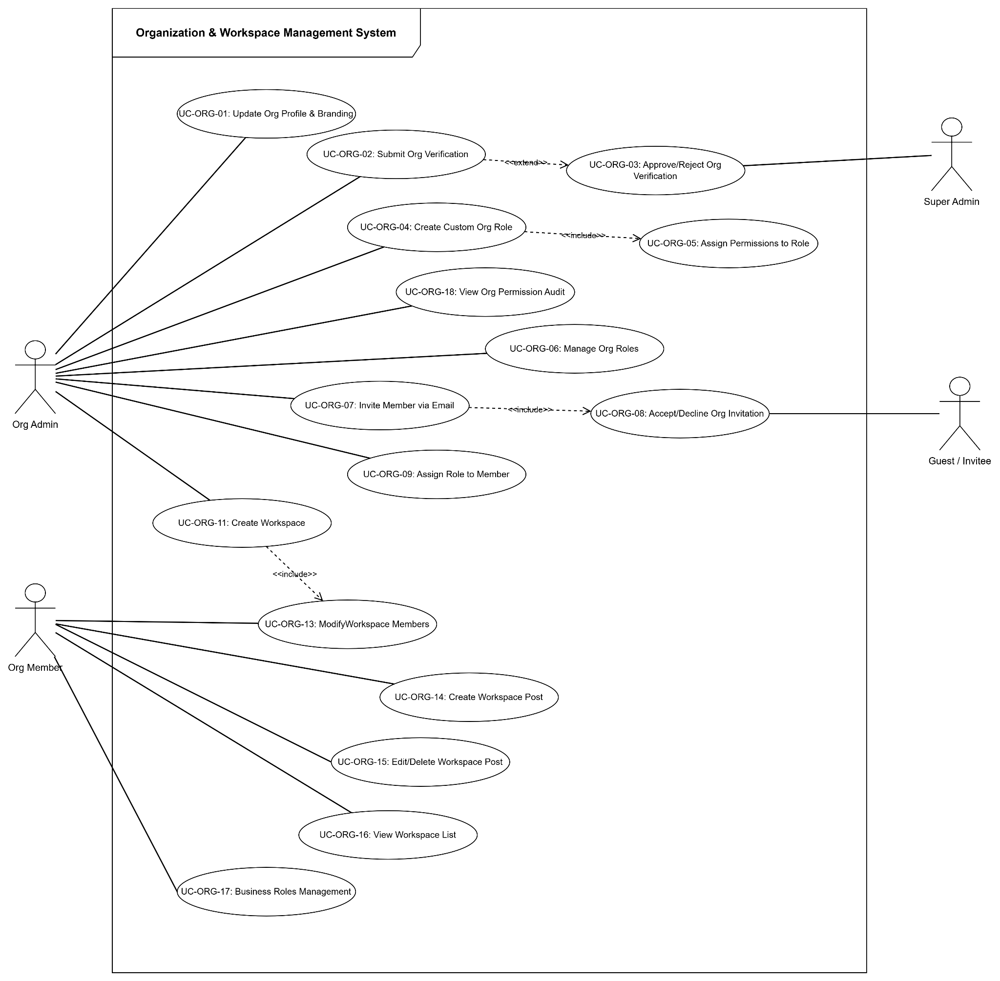 Organization & Workspace Management System
UC-ORG-01: Update Org Profile & Branding
UC-ORG-02: Submit Org Verification
<<extend>>
UC-ORG-03: Approve/Reject Org
Verification
Super Admin
UC-ORG-04: Create Custom Org Role
<<include>>
UC-ORG-05: Assign Permissions to Role
UC-ORG-18: View Org Permission Audit
UC-ORG-06: Manage Org Roles
Org Admin
UC-ORG-07: Invite Member via Email
<<include>>
UC-ORG-08: Accept/Decline Org Invitation
Guest / Invitee
UC-ORG-09: Assign Role to Member
UC-ORG-11: Create Workspace
<<include>>
UC-ORG-13: ModifyWorkspace Members
Org Member
UC-ORG-14: Create Workspace Post
UC-ORG-15: Edit/Delete Workspace Post
UC-ORG-16: View Workspace List
UC-ORG-17: Business Roles Management